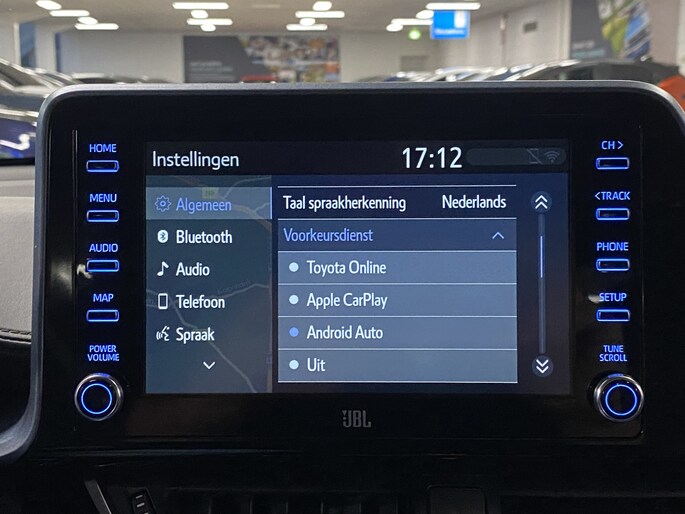 HOME
MENU
AUDIO
MAP
POWER
VOLUME
Instellingen
17:12
Algemeen
Bluetooth
Audio
Telefoon
Spraak
Taal spraakherkenning Nederlands
Voorkeursdienst
Toyota Online
Apple CarPlay
Android Auto
Uit
CH >
< TRACK
PHONE
SETUP
TUNE
SCROLL
JBL